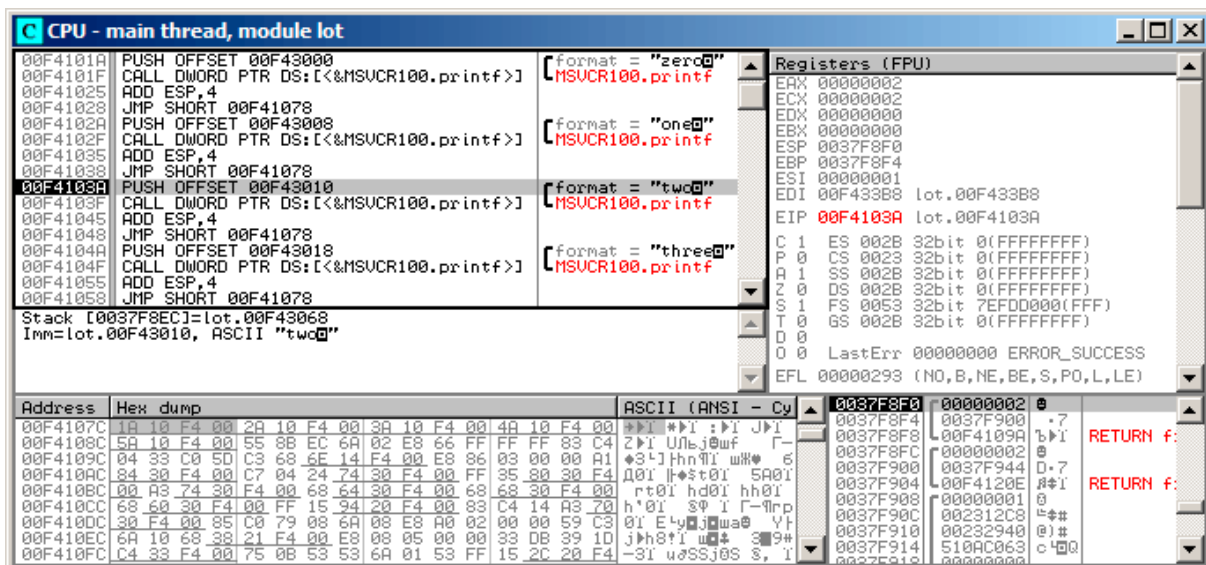 C CPU - main thread, module lot
00F4101A PUSH OFFSET 00F43000 format = "zero◘"
00F4101F CALL DWORD PTR DS:[<&MSVCR100.printf>] MSVCR100.printf
00F41025 ADD ESP,4
00F41028 JMP SHORT 00F41078
00F4102A PUSH OFFSET 00F43008 format = "one◘"
00F4102F CALL DWORD PTR DS:[<&MSVCR100.printf>] MSVCR100.printf
00F41035 ADD ESP,4
00F41038 JMP SHORT 00F41078
00F4103A PUSH OFFSET 00F43010 format = "two◘"
00F4103F CALL DWORD PTR DS:[<&MSVCR100.printf>] MSVCR100.printf
00F41045 ADD ESP,4
00F41048 JMP SHORT 00F41078
00F4104A PUSH OFFSET 00F43018 format = "three◘"
00F4104F CALL DWORD PTR DS:[<&MSVCR100.printf>] MSVCR100.printf
00F41055 ADD ESP,4
00F41058 JMP SHORT 00F41078
Stack [0037F8EC]=lot.00F43068
Imm=lot.00F43010, ASCII "two◘"
Registers (FPU)
EAX 00000002
ECX 00000002
EDX 00000000
EBX 00000000
ESP 0037F8F0
EBP 0037F8F4
ESI 00000001
EDI 00F433B8 lot.00F433B8
EIP 00F4103A lot.00F4103A
C 1 ES 002B 32bit 0(FFFFFFFF)
P 0 CS 0023 32bit 0(FFFFFFFF)
A 1 SS 002B 32bit 0(FFFFFFFF)
Z 0 DS 002B 32bit 0(FFFFFFFF)
S 1 FS 0053 32bit 7EFDD000(FFF)
T 0 GS 002B 32bit 0(FFFFFFFF)
D 0
O 0 LastErr 00000000 ERROR_SUCCESS
EFL 00000293 (NO,B,NE,BE,S,PO,L,LE)
Address Hex dump ASCII (ANSI - Cy
00F4107C 1A 10 F4 00 2A 10 F4 00 3A 10 F4 00 4A 10 F4 00
00F4108C 5A 10 F4 00 55 8B EC 6A 02 E8 66 FF FF FF 83 C4
00F4109C 04 33 C0 5D C3 68 6E 14 F4 00 E8 86 03 00 00 A1
00F410AC 84 30 F4 00 C7 04 24 74 30 F4 00 FF 35 80 30 F4
00F410BC 00 A3 74 30 F4 00 68 64 30 F4 00 68 68 30 F4 00
00F410CC 68 60 30 F4 00 FF 15 94 20 F4 00 83 C4 14 A3 70
00F410DC 30 F4 00 85 C0 79 08 6A 08 E8 A0 02 00 00 59 C3
00F410EC 6A 10 68 38 21 F4 00 E8 08 05 00 00 33 DB 39 1D
00F410FC C4 33 F4 00 75 0B 53 53 6A 01 53 FF 15 2C 20 F4
0037F8F0 00000002
0037F8F4 0037F900
0037F8F8 00F4109A RETURN f
0037F8FC 00000002
0037F900 0037F944
0037F904 00F4120E RETURN f
0037F908 00000001
0037F90C 002312C8
0037F910 00232940
0037F914 510AC063